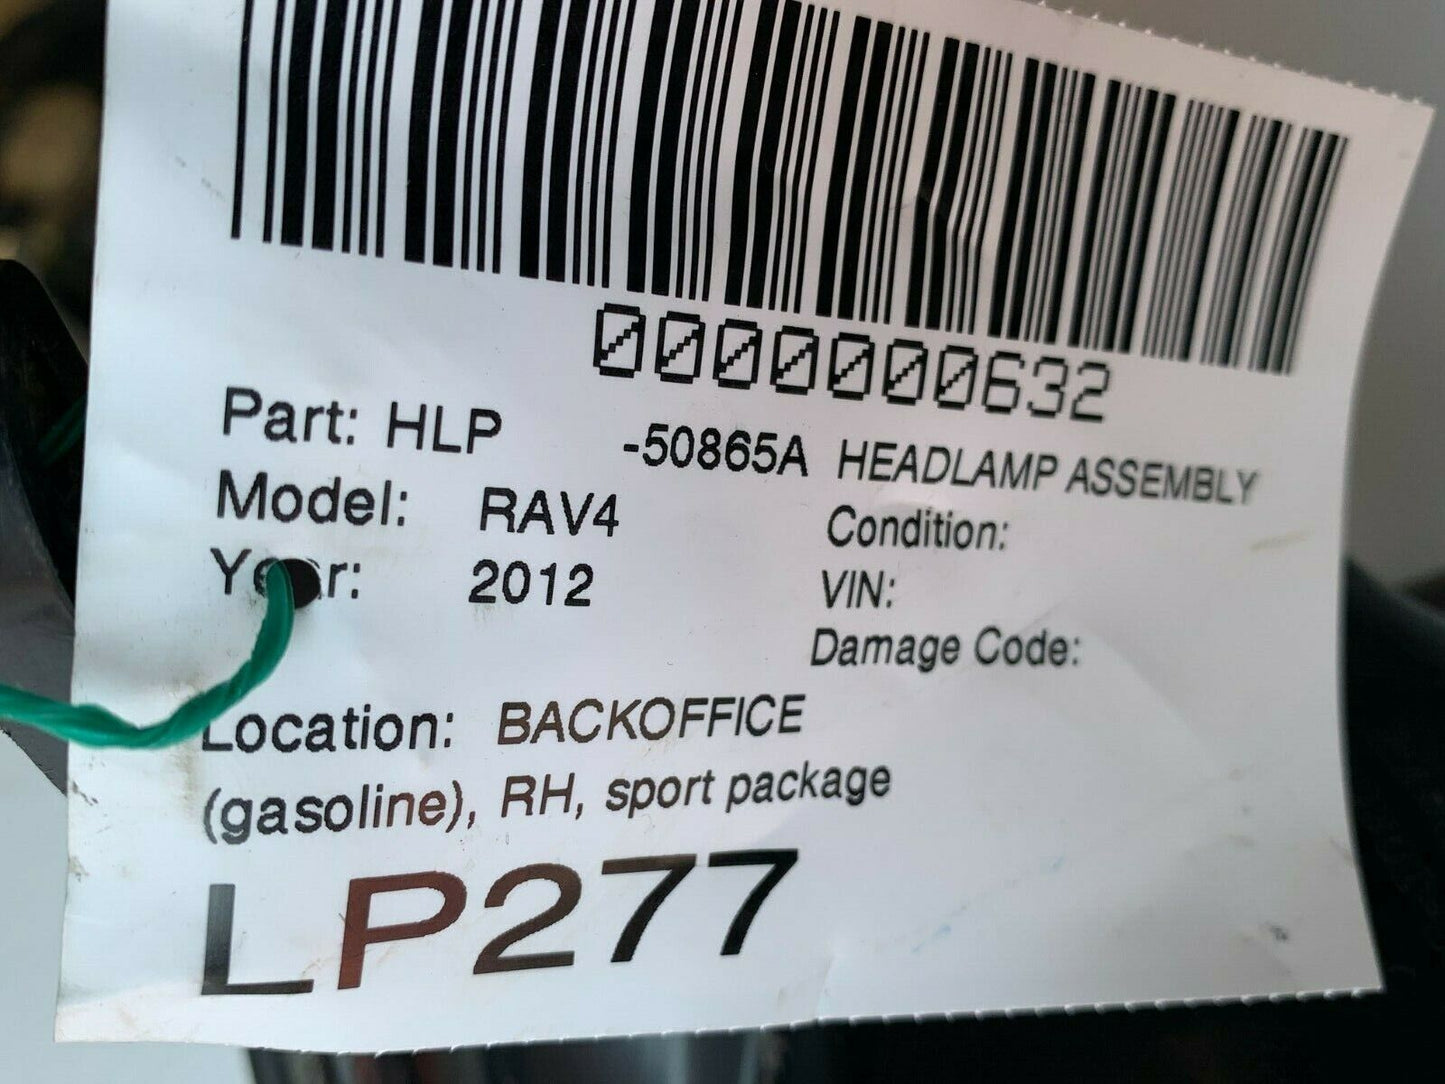 0000000632
Part: HLP -50865A HEADLAMP ASSEMBLY
Model: RAV4 Condition:
Year: 2012 VIN:
Damage Code:
Location: BACKOFFICE
(gasoline), RH, sport package
LP277